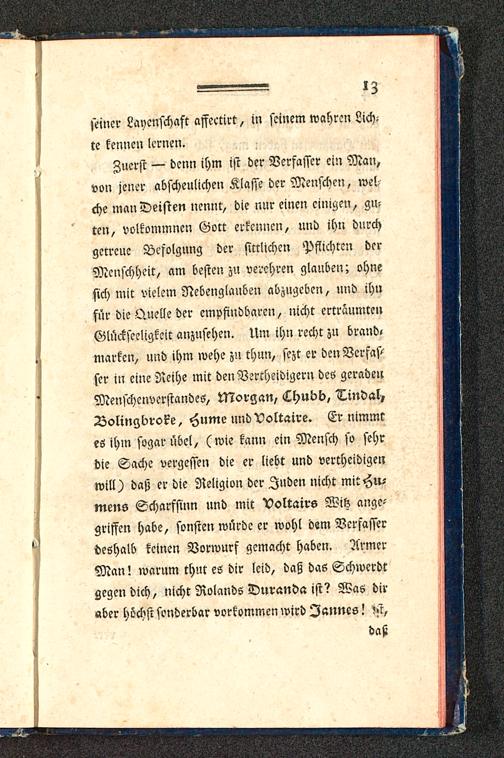 13
seiner Layenschaft affectirt, in seinem wahren Lich-
te kennen lernen.
Zuerst — denn ihm ist der Verfasser ein Man,
von jener abscheulichen Klasse der Menschen, wel-
che man Deisten nennt, die nur einen einigen, gu-
ten, volkommnen Gott erkennen, und ihn durch
getreue Befolgung der sittlichen Pflichten der
Menschheit, am besten zu verehren glauben; ohne
sich mit vielem Nebenglauben abzugeben, und ihn
für die Quelle der empfindbaren, nicht erträumten
Glückseeligkeit anzusehen. Um ihn recht zu brand-
marken, und ihm wehe zu thun, sezt er den Verfas-
ser in eine Reihe mit den Vertheidigern des geraden
Menschenverstandes, Morgan, Chubb, Tindal,
Bolingbroke, Hume und Voltaire. Er nimmt
es ihm sogar übel, (wie kann ein Mensch so sehr
die Sache vergessen die er liebt und vertheidigen
will) daß er die Religion der Juden nicht mit Hu-
mens Scharfsinn und mit Voltairs Witz ange-
griffen habe, sonsten würde er wohl dem Verfasser
deshalb keinen Vorwurf gemacht haben. Armer
Man! warum thut es dir leid, daß das Schwerdt
gegen dich, nicht Rolands Duranda ist? Was dir
aber höchst sonderbar vorkommen wird Jannes! ist,
daß